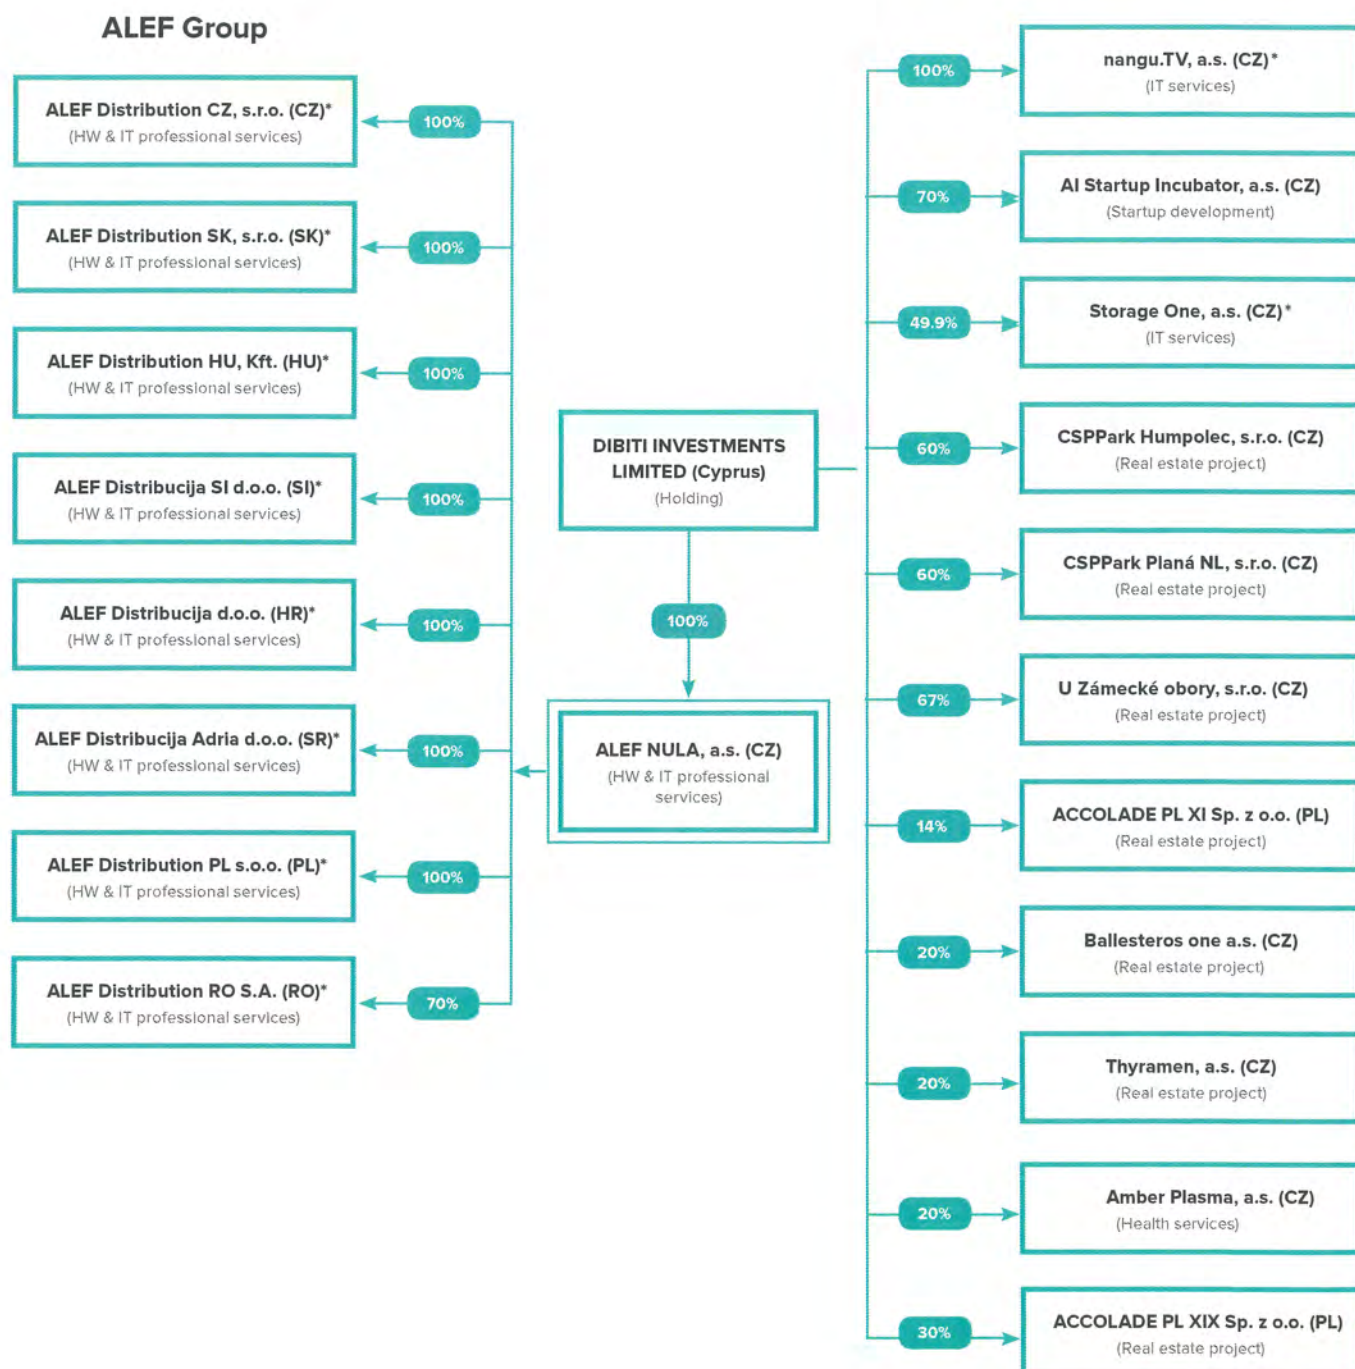 ALEF Group
ALEF Distribution CZ, s.r.o. (CZ)*
(HW & IT professional services)
100%
ALEF Distribution SK, s.r.o. (SK)*
(HW & IT professional services)
100%
ALEF Distribution HU, Kft. (HU)*
(HW & IT professional services)
100%
ALEF Distribucija SI d.o.o. (SI)*
(HW & IT professional services)
100%
ALEF Distribucija d.o.o. (HR)*
(HW & IT professional services)
100%
ALEF Distribucija Adria d.o.o. (SR)*
(HW & IT professional services)
100%
ALEF Distribution PL s.o.o. (PL)*
(HW & IT professional services)
100%
ALEF Distribution RO S.A. (RO)*
(HW & IT professional services)
70%
DIBITI INVESTMENTS
LIMITED (Cyprus)
(Holding)
100%
ALEF NULA, a.s. (CZ)
(HW & IT professional
services)
100%
nangu.TV, a.s. (CZ)*
(IT services)
70%
AI Startup Incubator, a.s. (CZ)
(Startup development)
49.9%
Storage One, a.s. (CZ)*
(IT services)
60%
CSPPark Humpolec, s.r.o. (CZ)
(Real estate project)
60%
CSPPark Planá NL, s.r.o. (CZ)
(Real estate project)
67%
U Zámecké obory, s.r.o. (CZ)
(Real estate project)
14%
ACCOLADE PL XI Sp. z o.o. (PL)
(Real estate project)
20%
Ballesteros one a.s. (CZ)
(Real estate project)
20%
Thyramen, a.s. (CZ)
(Real estate project)
20%
Amber Plasma, a.s. (CZ)
(Health services)
30%
ACCOLADE PL XIX Sp. z o.o. (PL)
(Real estate project)